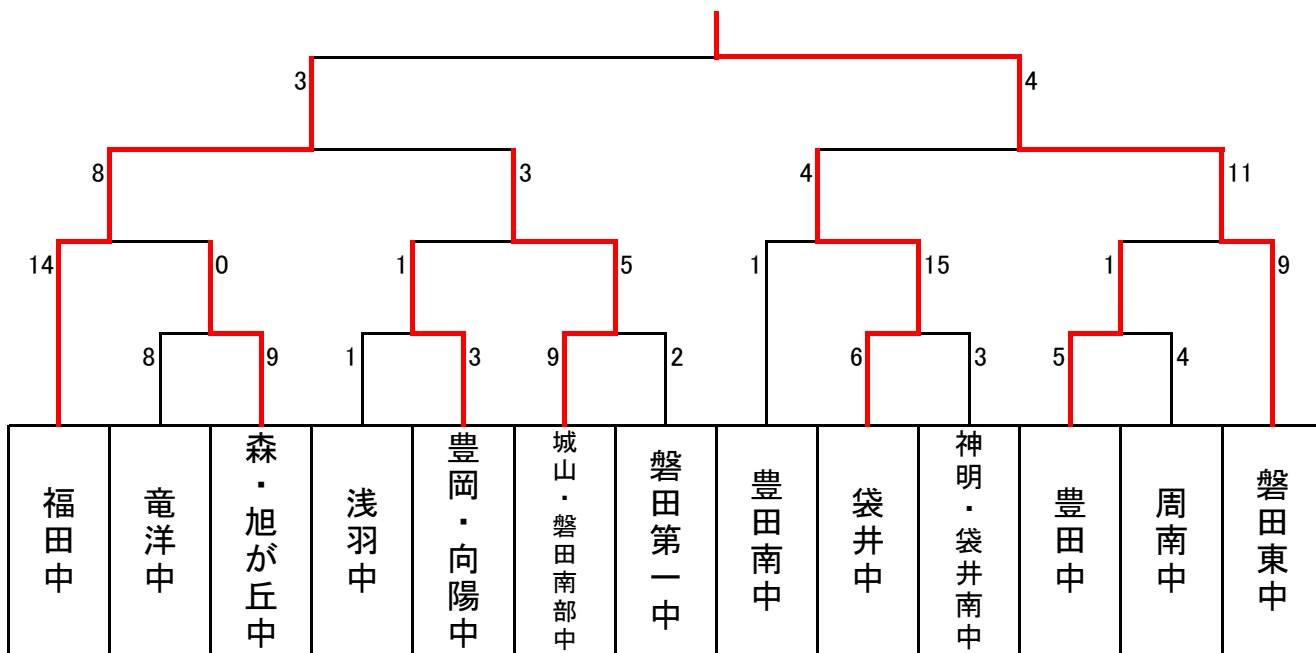 3 4
8 3 4 11
14 0 1 5 1 15 1 9
8 9 1 3 9 2 6 3 5 4
福田中
竜洋中
森・旭が丘中
浅羽中
豊岡・向陽中
城山・磐田南部中
磐田第一中
豊田南中
袋井中
神明・袋井南中
豊田中
周南中
磐田東中